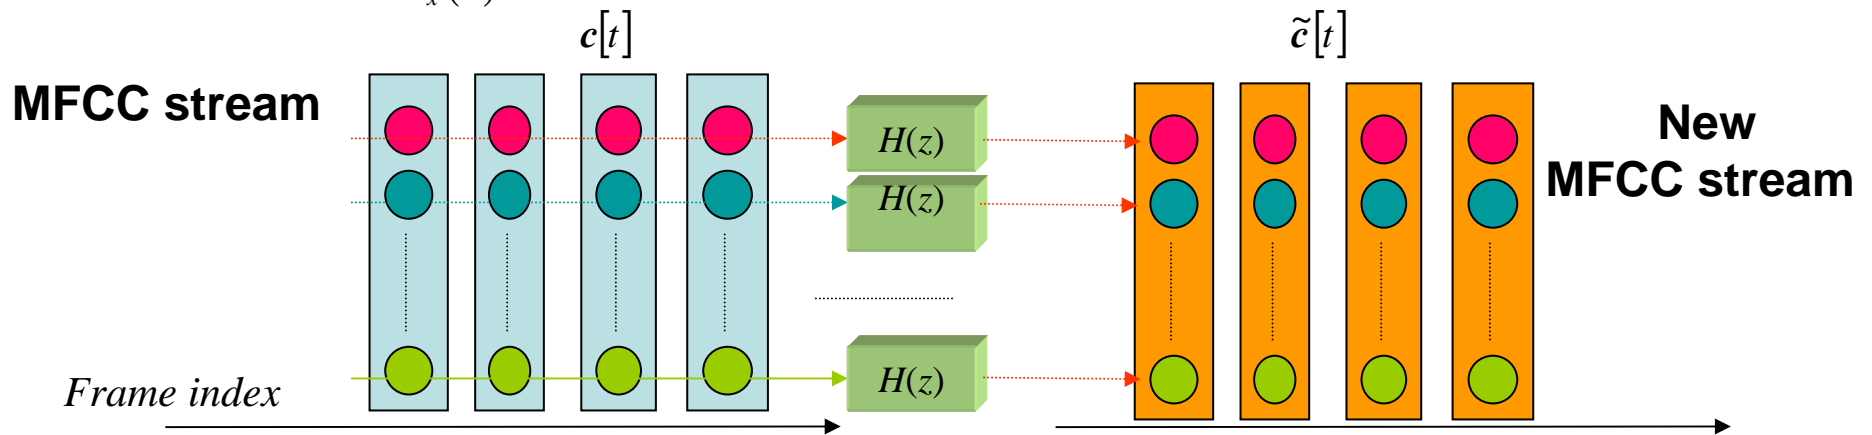 c[t]
c̃[t]
MFCC stream
New
MFCC stream
H(z)
H(z)
H(z)
Frame index